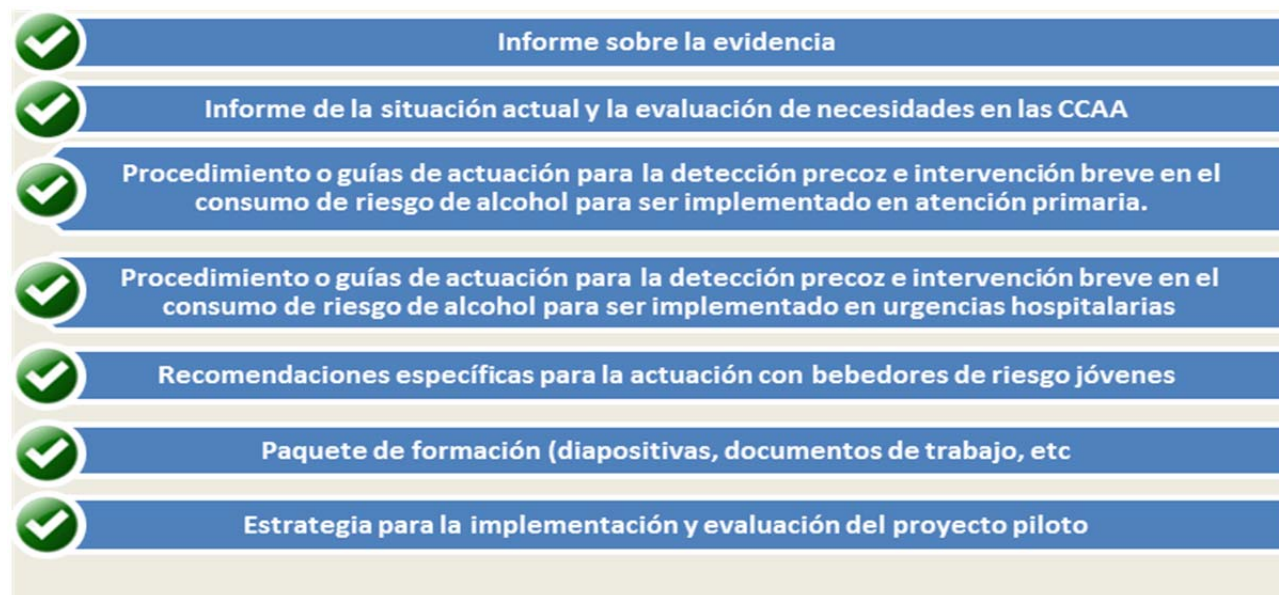 Informe sobre la evidencia
Informe de la situación actual y la evaluación de necesidades en las CCAA
Procedimiento o guías de actuación para la detección precoz e intervención breve en el
consumo de riesgo de alcohol para ser implementado en atención primaria.
Procedimiento o guías de actuación para la detección precoz e intervención breve en el
consumo de riesgo de alcohol para ser implementado en urgencias hospitalarias
Recomendaciones específicas para la actuación con bebedores de riesgo jóvenes
Paquete de formación (diapositivas, documentos de trabajo, etc
Estrategia para la implementación y evaluación del proyecto piloto